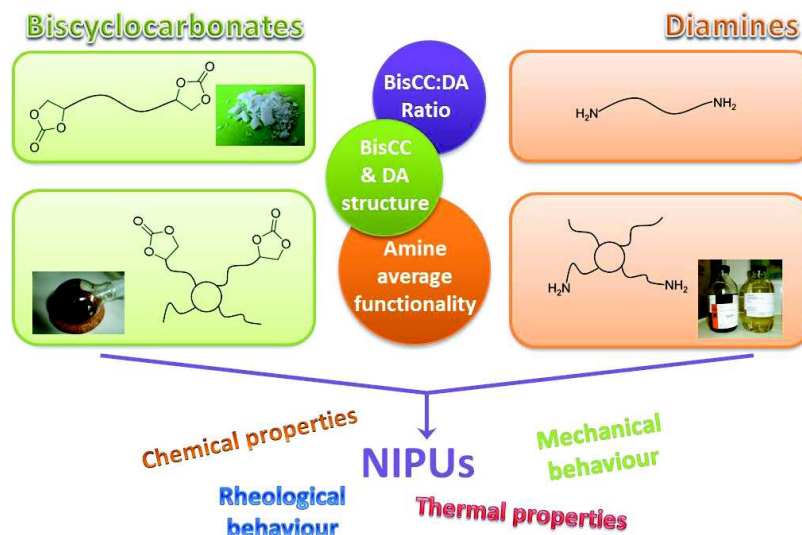 Biscyclocarbonates
Diamines
O
O
O
O
O
O
BisCC:DA
Ratio
H₂N
NH₂
BisCC
& DA
structure
O
O
O
O
O
O
Amine
average
functionality
H₂N
NH₂
Chemical properties
NIPUs
Mechanical
behaviour
Rheological
behaviour
Thermal properties